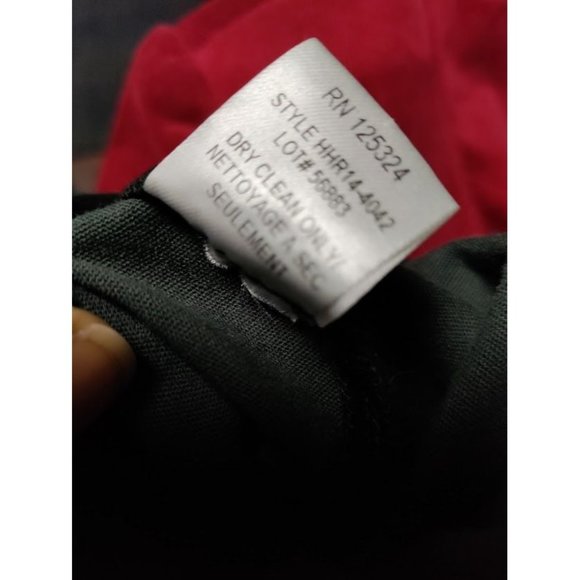 RN 125324
STYLE HHR14-4042
LOT# 56883
DRY CLEAN ONLY/
NETTOYAGE À SEC
SEULEMENT